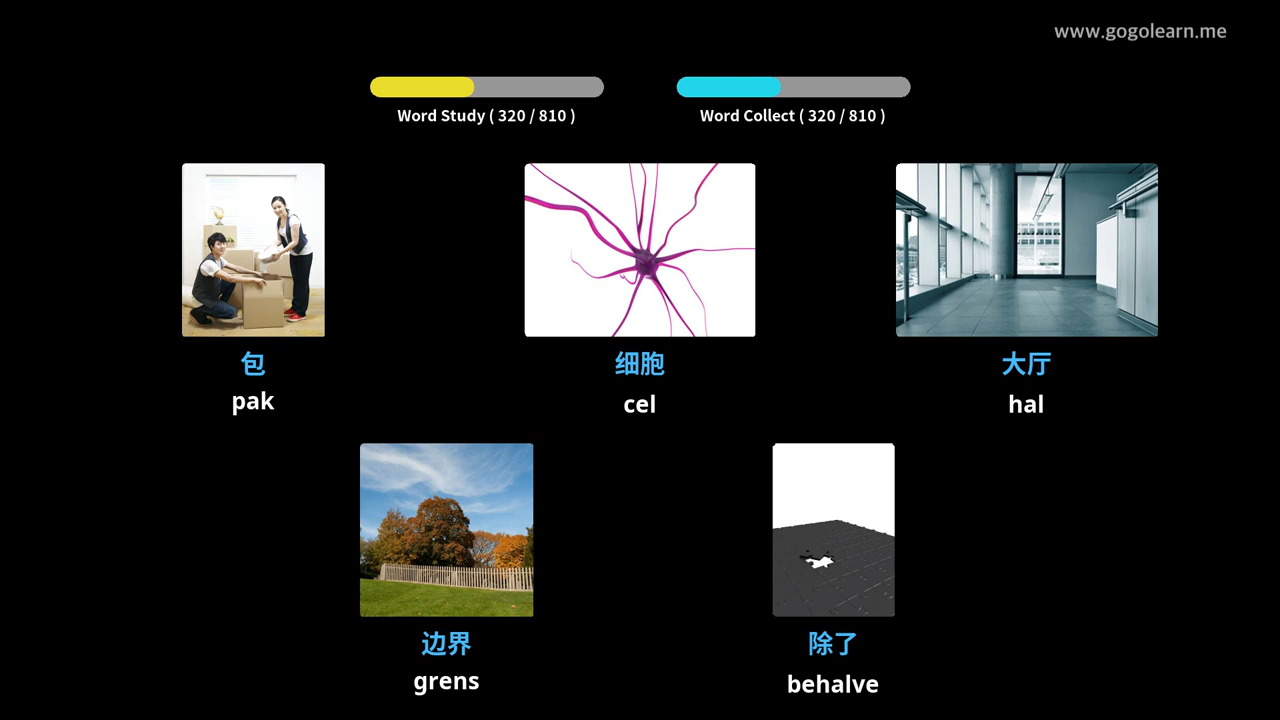 www.gogolearn.me
Word Study ( 320 / 810 )
Word Collect ( 320 / 810 )
包
pak
细胞
cel
大厅
hal
边界
grens
除了
behalve